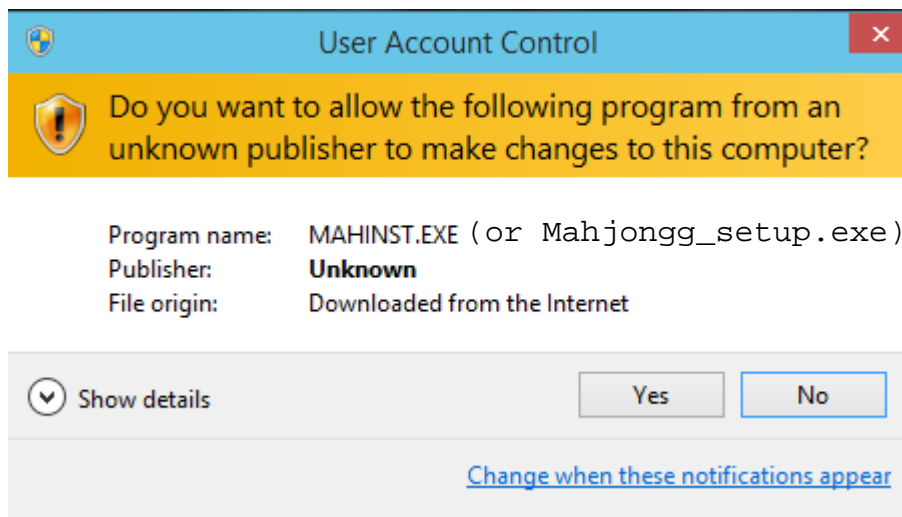 User Account Control
Do you want to allow the following program from an
unknown publisher to make changes to this computer?
Program name: MAHINST.EXE (or Mahjongg_setup.exe)
Publisher: Unknown
File origin: Downloaded from the Internet
Show details
Yes
No
Change when these notifications appear